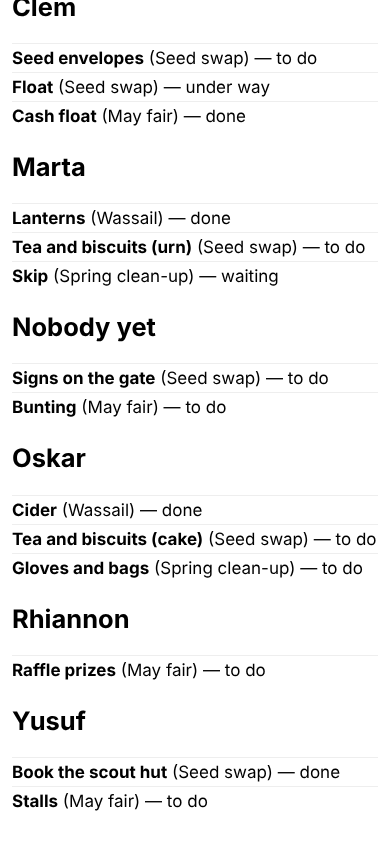 Clem
Seed envelopes (Seed swap) — to do
Float (Seed swap) — under way
Cash float (May fair) — done
Marta
Lanterns (Wassail) — done
Tea and biscuits (urn) (Seed swap) — to do
Skip (Spring clean-up) — waiting
Nobody yet
Signs on the gate (Seed swap) — to do
Bunting (May fair) — to do
Oskar
Cider (Wassail) — done
Tea and biscuits (cake) (Seed swap) — to do
Gloves and bags (Spring clean-up) — to do
Rhiannon
Raffle prizes (May fair) — to do
Yusuf
Book the scout hut (Seed swap) — done
Stalls (May fair) — to do